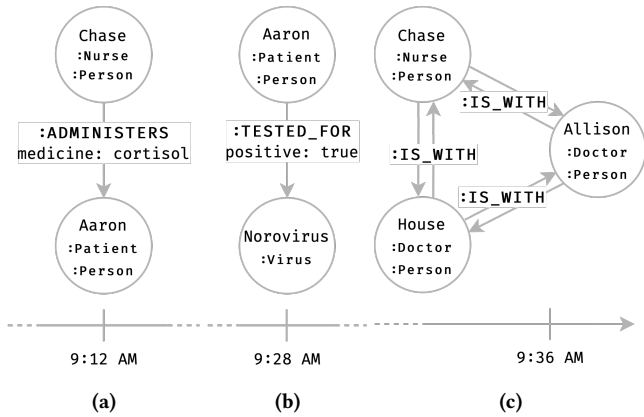 Chase
:Nurse
:Person
:ADMINISTERS
medicine: cortisol
Aaron
:Patient
:Person
9:12 AM
(a)
Aaron
:Patient
:Person
:TESTED_FOR
positive: true
Norovirus
:Virus
9:28 AM
(b)
Chase
:Nurse
:Person
:IS_WITH
Allison
:Doctor
:Person
:IS_WITH
:IS_WITH
House
:Doctor
:Person
9:36 AM
(c)